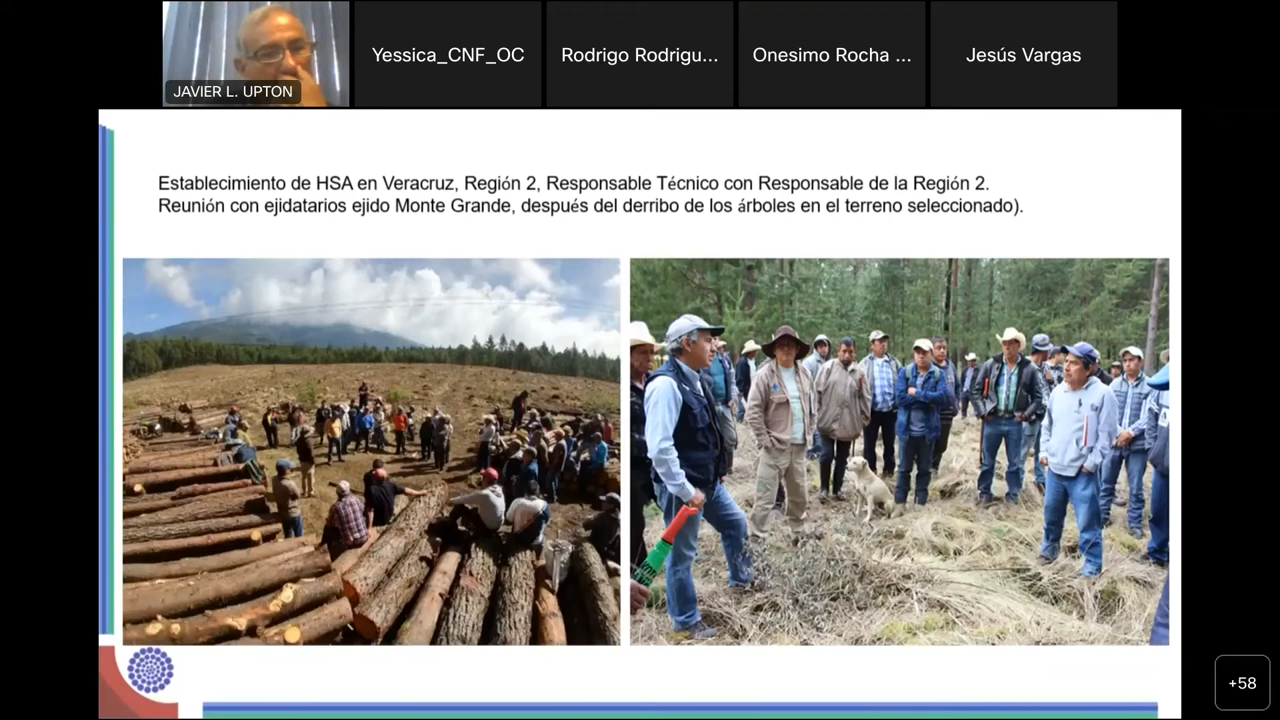 JAVIER L. UPTON
Yessica_CNF_OC
Rodrigo Rodrigu...
Onesimo Rocha ...
Jesús Vargas
Establecimiento de HSA en Veracruz, Región 2, Responsable Técnico con Responsable de la Región 2.
Reunión con ejidatarios ejido Monte Grande, después del derribo de los árboles en el terreno seleccionado).
+58